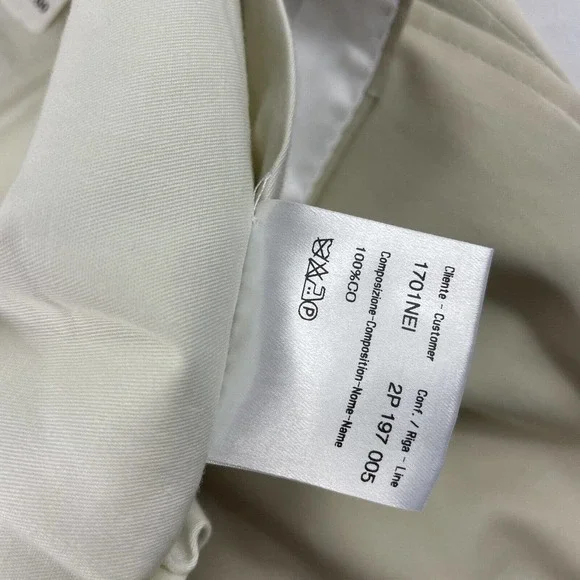 Cliente - Customer    Conf. / Riga - Line
1701NEI    2P 197 005
Composizione-Composition-Nome-Name
100%CO
P